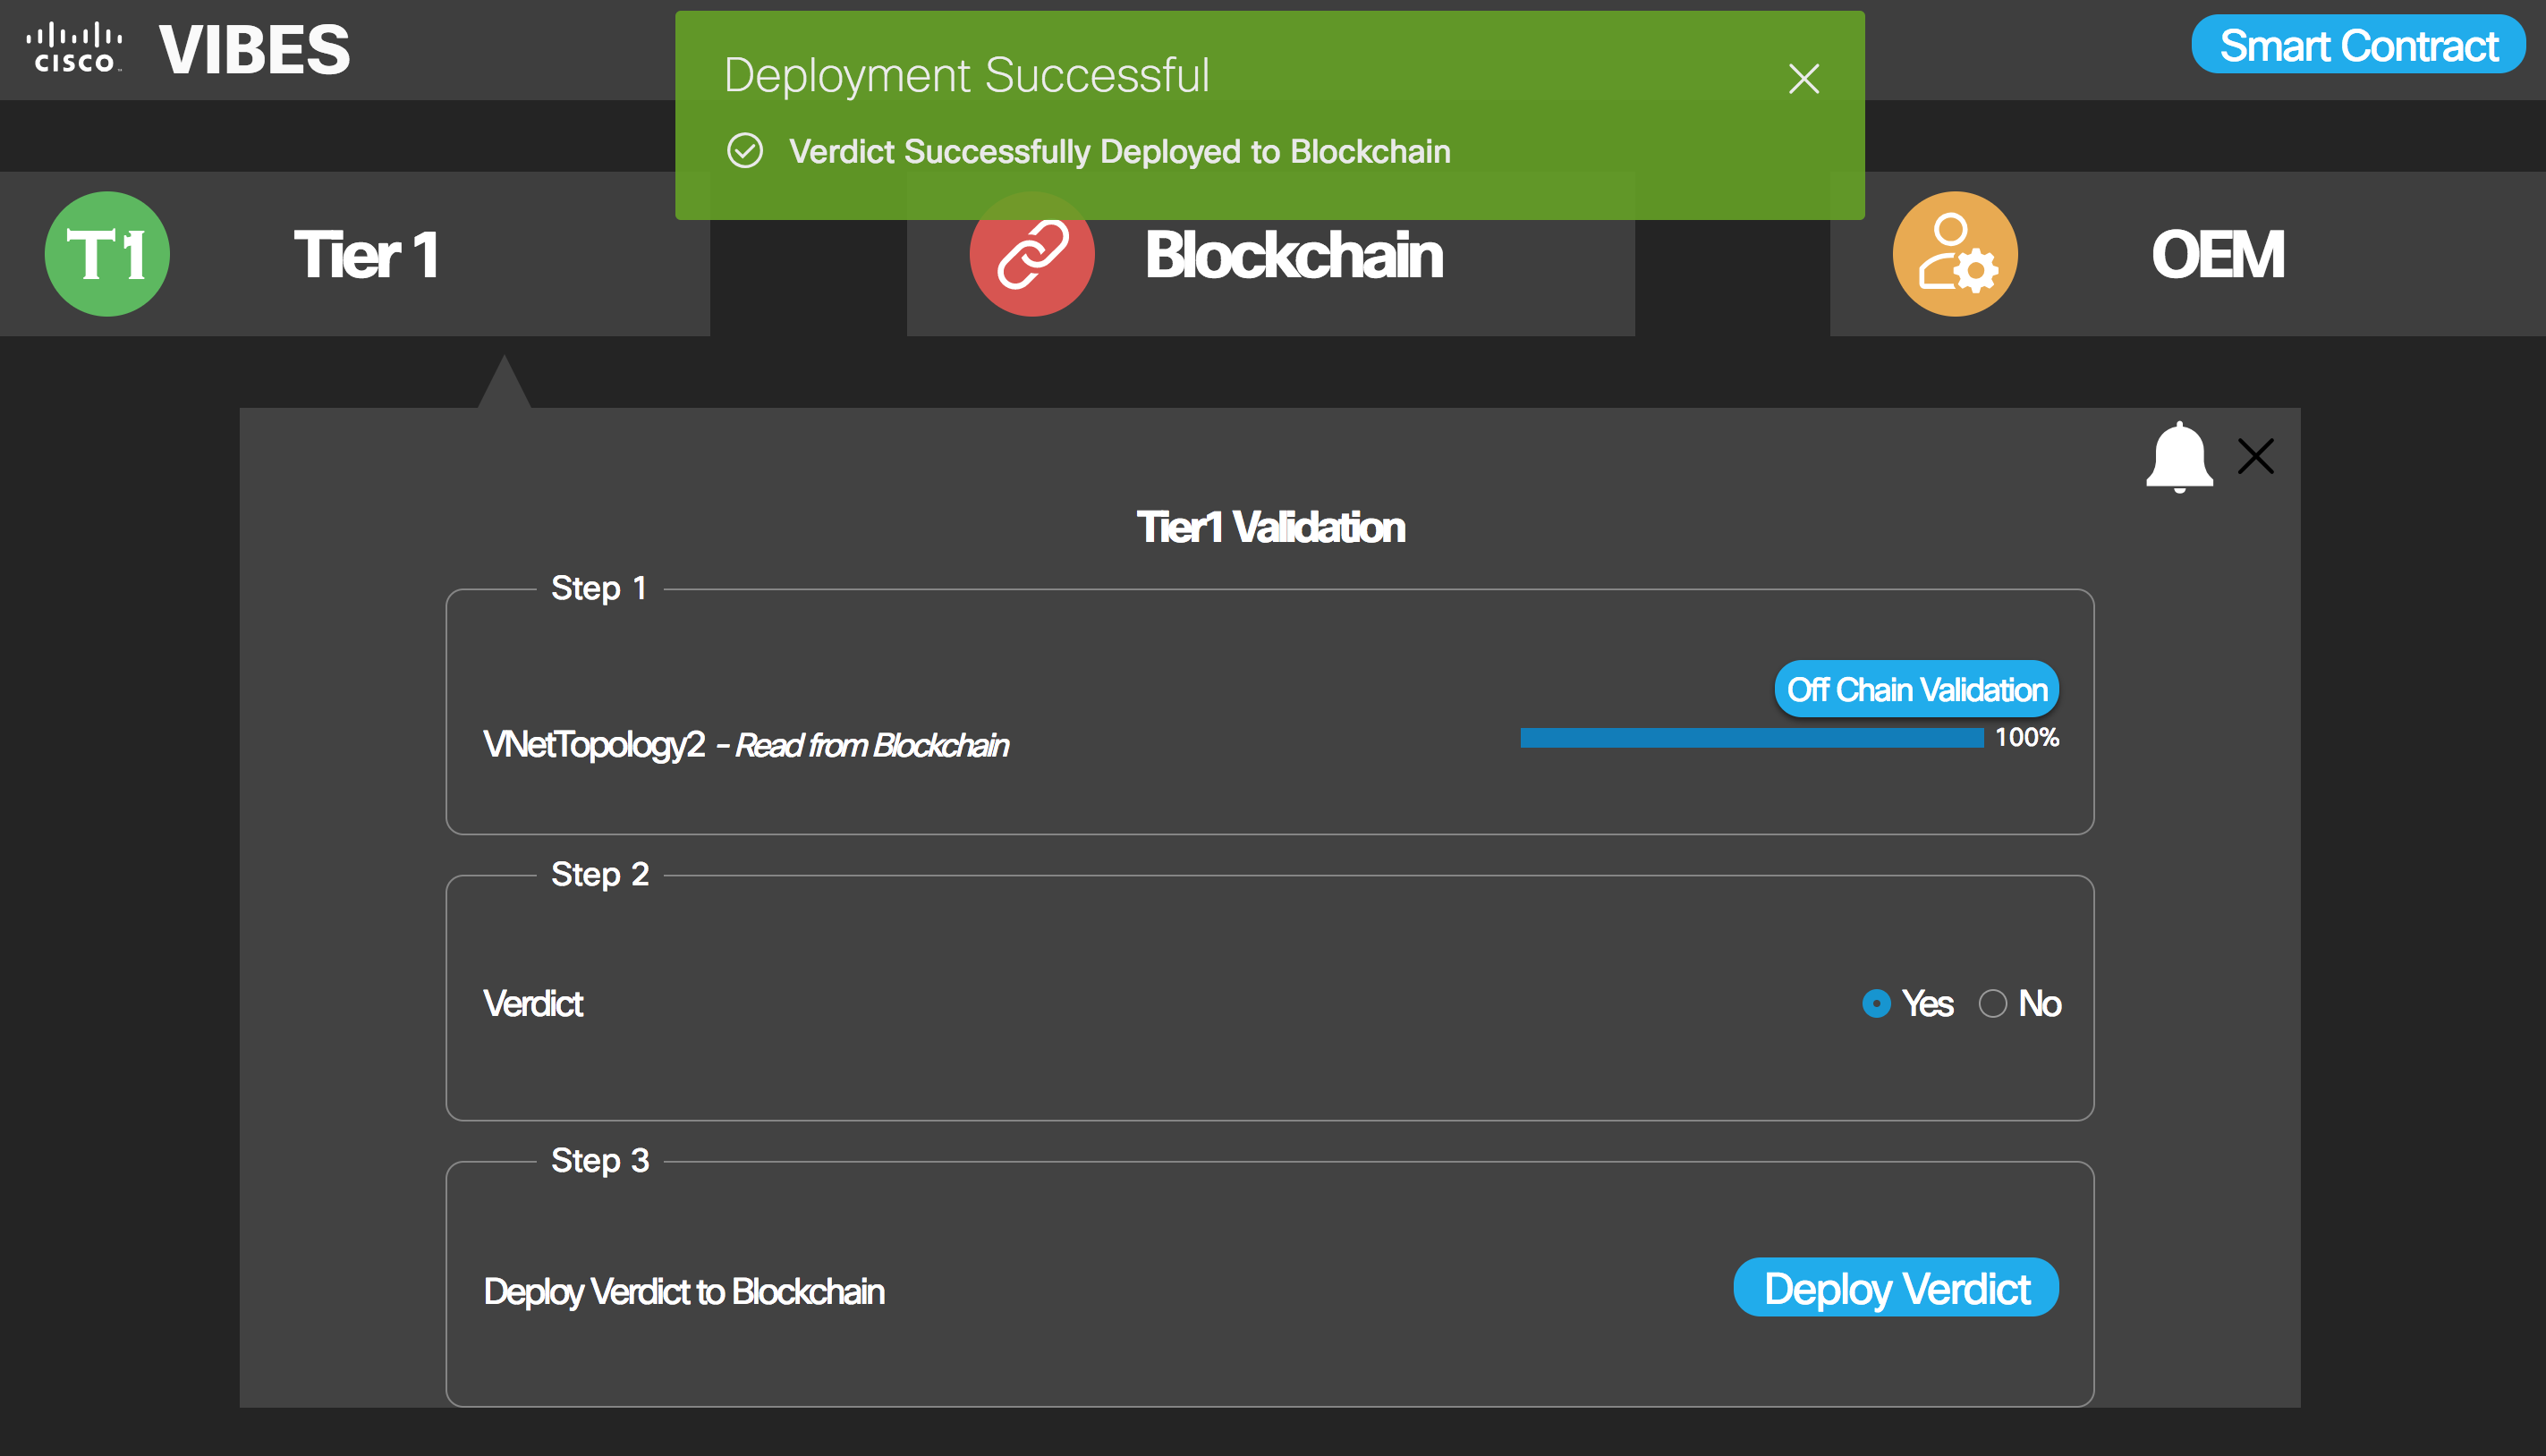 CISCO
VIBES
Smart Contract
Deployment Successful
Verdict Successfully Deployed to Blockchain
T1
Tier 1
Blockchain
OEM
Tier1 Validation
Step 1
Off Chain Validation
VNetTopology2 - Read from Blockchain
100%
Step 2
Verdict
Yes
No
Step 3
Deploy Verdict to Blockchain
Deploy Verdict